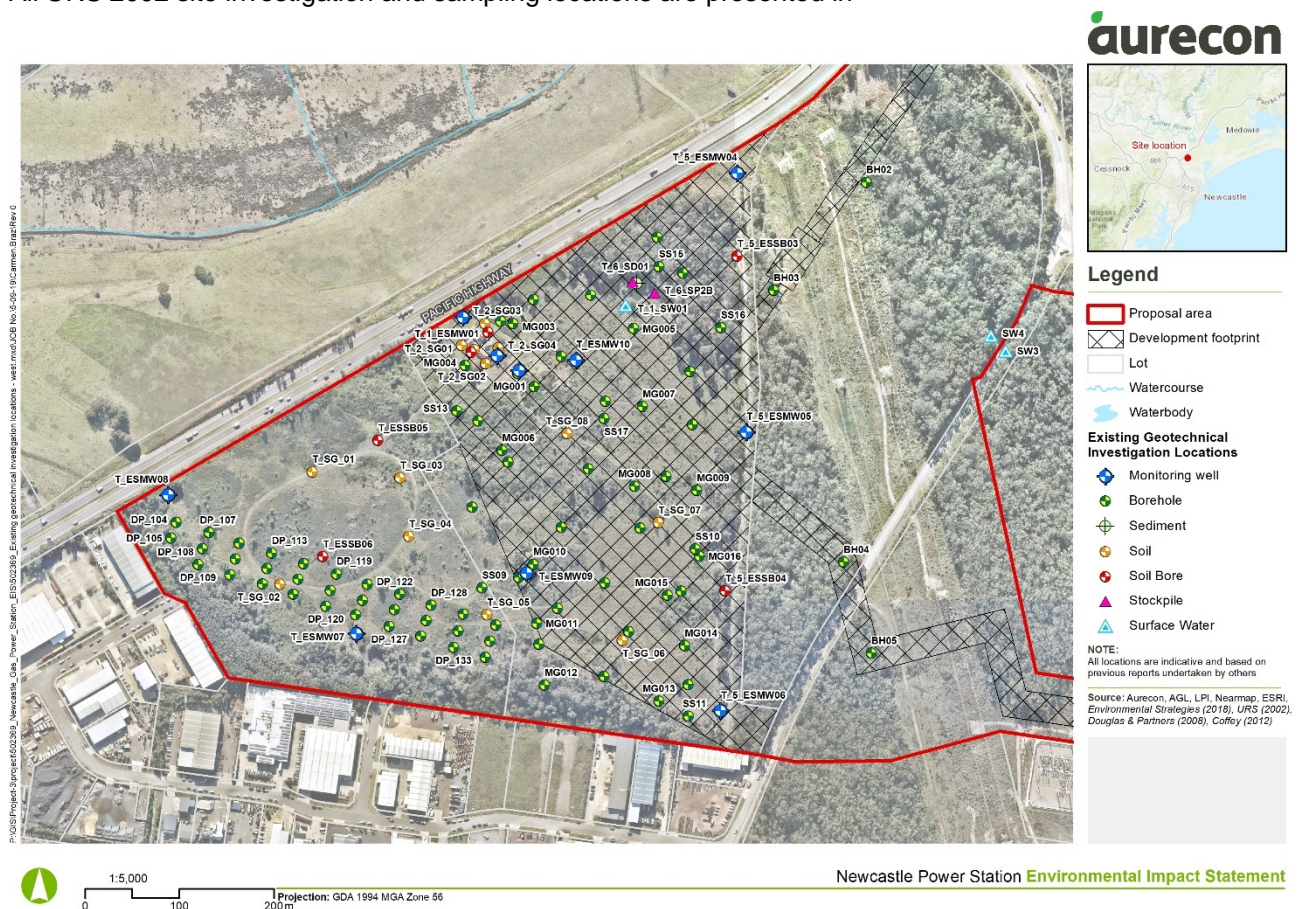 All URS 2002 site investigation and sampling locations are presented in
aurecon
Site location
Cessnock
Medowie
Newcastle
A15
T_5_ESMW04
BH02
SS15
T_5_ESSB03
T_6_SD01
BH03
T_6_SP2B
T_1_SW01
PACIFIC HIGHWAY
T_2_SG03
MG003
MG005
SS16
T_1_ESMW01
T_2_SG01
T_2_SG04
T_ESMW10
MG004
T_2_SG02
MG001
SW4
SW3
MG007
SS13
T_SG_08
SS17
T_5_ESMW05
T_ESSB05
MG006
T_SG_01
T_SG_03
MG008
MG009
T_ESMW08
T_SG_07
DP_104
DP_107
T_SG_04
DP_105
DP_113
T_ESSB06
SS10
DP_108
MG010
MG016
BH04
DP_119
DP_109
SS09
T_ESMW09
T_5_ESSB04
DP_122
MG015
T_SG_02
DP_128
T_SG_05
DP_120
MG011
T_ESMW07
DP_127
MG014
BH05
T_SG_06
DP_133
MG012
MG013
SS11
T_5_ESMW06
Legend
Proposal area
Development footprint
Lot
Watercourse
Waterbody
Existing Geotechnical
Investigation Locations
Monitoring well
Borehole
Sediment
Soil
Soil Bore
Stockpile
Surface Water
NOTE:
All locations are indicative and based on
previous reports undertaken by others
Source: Aurecon, AGL, LPI, Nearmap, ESRI,
Environmental Strategies (2018), URS (2002),
Douglas & Partners (2008), Coffey (2012)
1:5,000
0 100 200 m
Projection: GDA 1994 MGA Zone 56
Newcastle Power Station Environmental Impact Statement